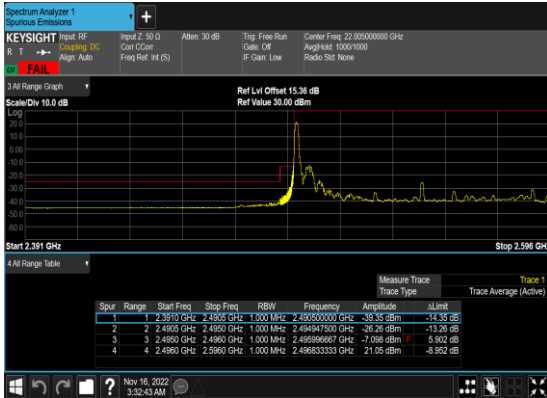 Spectrum Analyzer 1
Spurious Emissions
KEYSIGHT Input: RF Input Z: 50 Ω Atten: 30 dB Trig: Free Run Center Freq: 22.005000000 GHz
R T Coupling: DC Corr CCorr Gate: Off Avg|Hold: 1000/1000
Align: Auto Freq Ref: Int (S) IF Gain: Low Radio Std: None
FAIL
3 All Range Graph
Ref Lvl Offset 15.36 dB
Scale/Div 10.0 dB Ref Value 30.00 dBm
Log
20.0
10.0
0.00
-10.0
-20.0
-30.0
-40.0
-50.0
-60.0
Start 2.391 GHz Stop 2.596 GHz
4 All Range Table
Measure Trace Trace 1
Trace Type Trace Average (Active)
Spur Range Start Freq Stop Freq RBW Frequency Amplitude ΔLimit
1 1 2.3910 GHz 2.4905 GHz 1.000 MHz 2.490500000 GHz -39.35 dBm -14.35 dB
2 2 2.4905 GHz 2.4950 GHz 1.000 MHz 2.494947500 GHz -26.26 dBm -13.26 dB
3 3 2.4950 GHz 2.4960 GHz 1.000 MHz 2.495996667 GHz -7.098 dBm F 5.902 dB
4 4 2.4960 GHz 2.5960 GHz 1.000 MHz 2.496833333 GHz 21.05 dBm -8.952 dB
? Nov 16, 2022
3:32:43 AM